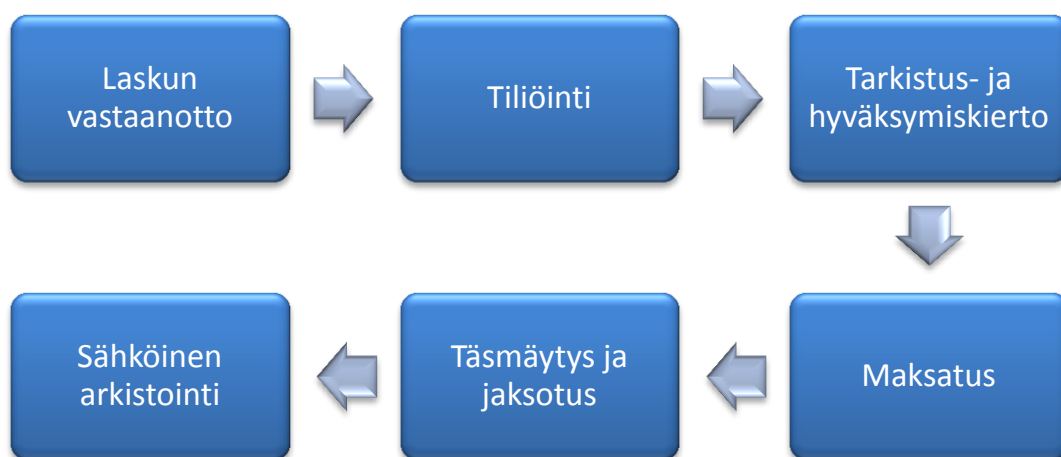 Laskun
vastaanotto
Tiliöinti
Tarkistus- ja
hyväksymiskierto
Maksatus
Täsmäytys ja
jaksotus
Sähköinen
arkistointi